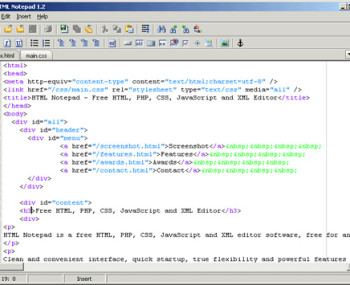 HTML Notepad 1.2
Edit Insert Help
x.html main.css
<html>
<head>
<meta http-equiv="content-type" content="text/html;charset=utf-8" />
<link href="/css/main.css" rel="stylesheet" type="text/css" media="all" />
<title>HTML Notepad - Free HTML, PHP, CSS, JavaScript and XML Editor</title>
</head>
<body>
<div id="all">
<div id="header">
<div id="menu">
<a href="/screenshot.html">Screenshot</a>&nbsp;&nbsp;&nbsp;&nbsp;
<a href="/features.html">Features</a>&nbsp;&nbsp;&nbsp;&nbsp;
<a href="/awards.html">Awards</a>&nbsp;&nbsp;&nbsp;&nbsp;
<a href="/contact.html">Contact</a>&nbsp;&nbsp;&nbsp;&nbsp;
</div>
</div>
<div id="content">
<h3>Free HTML, PHP, CSS, JavaScript and XML Editor</h3>
<div>
<p>
HTML Notepad is a free HTML, PHP, CSS, JavaScript and XML editor software, free for an
</p>
<p>
Clean and convenient interface, quick startup, true flexibility and powerful features
19: 8 Insert